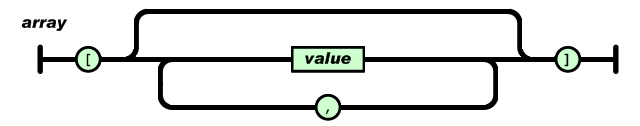 array
[ value ]
,